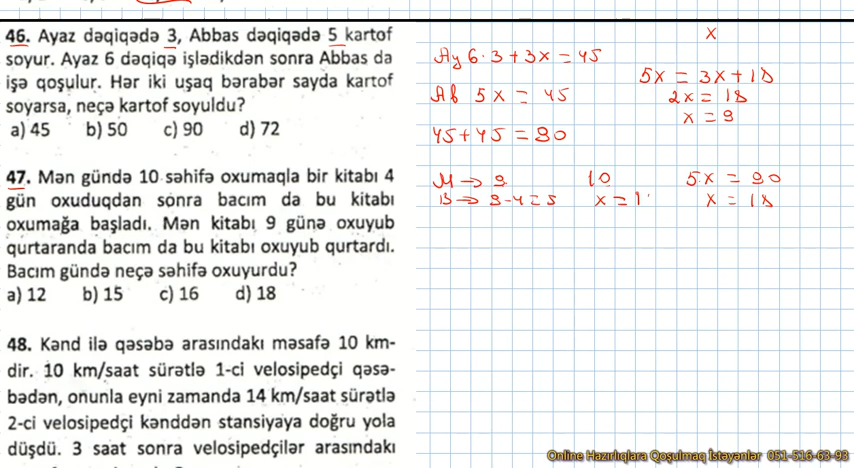 46. Ayaz dəqiqədə 3, Abbas dəqiqədə 5 kartof
soyur. Ayaz 6 dəqiqə işlədikdən sonra Abbas da
işə qoşulur. Hər iki uşaq bərabər sayda kartof
soyarsa, neçə kartof soyuldu?
a) 45 b) 50 c) 90 d) 72
47. Mən gündə 10 səhifə oxumaqla bir kitabı 4
gün oxuduqdan sonra bacım da bu kitabı
oxumağa başladı. Mən kitabı 9 günə oxuyub
qurtaranda bacım da bu kitabı oxuyub qurtardı.
Bacım gündə neçə səhifə oxuyurdu?
a) 12 b) 15 c) 16 d) 18
48. Kənd ilə qəsəbə arasındakı məsafə 10 km-
dir. 10 km/saat sürətlə 1-ci velosipedçi qəsə-
bədən, onunla eyni zamanda 14 km/saat sürətlə
2-ci velosipedçi kənddən stansiyaya doğru yola
düşdü. 3 saat sonra velosipedçilər arasındakı
x
Ay 6·3+3x=45
Ab 5x = 45
45+45=90
5x = 3x+18
2x = 18
x = 9
M→ 9 10 5x = 90
B→ 9-4=5 x=1 x = 18
Online Hazırlıqlara Qoşulmaq İstəyənlər 051-516-63-93